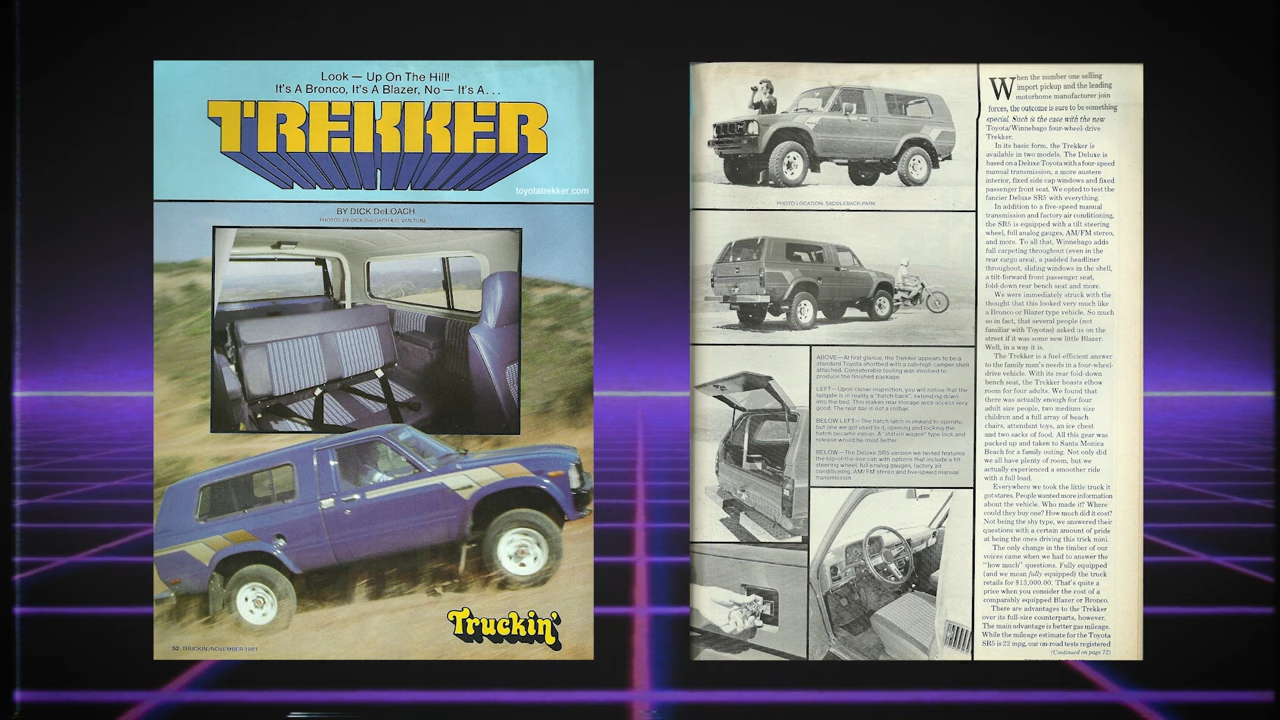 Look — Up On The Hill!
It's A Bronco, It's A Blazer, No — It's A...
TREKKER
toyotatrekker.com
BY DICK DeLOACH
PHOTOS BY DICK DeLOACH & C. VAN TUNE
Truckin'
52 TRUCKIN'/NOVEMBER 1981
PHOTO LOCATION: SADDLEBACK PARK
ABOVE—At first glance, the Trekker appears to be a
standard Toyota shortbed with a cab-high camper shell
attached. Considerable tooling was involved to
produce the finished package.
LEFT—Upon closer inspection, you will notice that the
tailgate is in reality a "hatch back", extending down
into the bed. This makes rear storage area access very
good. The rear bar is not a rollbar.
BELOW LEFT—The hatch latch is awkward to operate,
but one we got used to it, opening and locking the
hatch became easier. A "station wagon" type lock and
release would be much better.
BELOW—The Deluxe SR5 version we tested features
the top-of-the-line cab with options that include a tilt
steering wheel, full analog gauges, factory air
conditioning, AM/FM stereo and five-speed manual
transmission.
When the number one selling
import pickup and the leading
motorhome manufacturer join
forces, the outcome is sure to be something
special. Such is the case with the new
Toyota/Winnebago four-wheel-drive
Trekker.
In its basic form, the Trekker is
available in two models. The Deluxe is
based on a Deluxe Toyota with a four-speed
manual transmission, a more austere
interior, fixed side cap windows and fixed
passenger front seat. We opted to test the
fancier Deluxe SR5 with everything.
In addition to a five-speed manual
transmission and factory air conditioning,
the SR5 is equipped with a tilt steering
wheel, full analog gauges, AM/FM stereo,
and more. To all that, Winnebago adds
full carpeting throughout (even in the
rear cargo area), a padded headliner
throughout, sliding windows in the shell,
a tilt-forward front passenger seat,
fold-down rear bench seat and more.
We were immediately struck with the
thought that this looked very much like
a Bronco or Blazer type vehicle. So much
so in fact, that several people (not
familiar with Toyotas) asked us on the
street if it was some new little Blazer.
Well, in a way it is.
The Trekker is a fuel-efficient answer
to the family man's needs in a four-wheel-
drive vehicle. With its rear fold-down
bench seat, the Trekker boasts elbow
room for four adults. We found that
there was actually enough for four
adult size people, two medium size
children and a full array of beach
chairs, attendant toys, an ice chest
and two sacks of food. All this gear was
packed up and taken to Santa Monica
Beach for a family outing. Not only did
we all have plenty of room, but we
actually experienced a smoother ride
with a full load.
Everywhere we took the little truck it
got stares. People wanted more information
about the vehicle. Who made it? Where
could they buy one? How much did it cost?
Not being the shy type, we answered their
questions with a certain amount of pride
at being the ones driving this trick mini.
The only change in the timber of our
voices came when we had to answer the
"how much" questions. Fully equipped
(and we mean fully equipped) the truck
retails for $13,000.00. That's quite a
price when you consider the cost of a
comparably equipped Blazer or Bronco.
There are advantages to the Trekker
over its full-size counterparts, however.
The main advantage is better gas mileage.
While the mileage estimate for the Toyota
SR5 is 22 mpg, our on-road tests registered
(Continued on page 72)